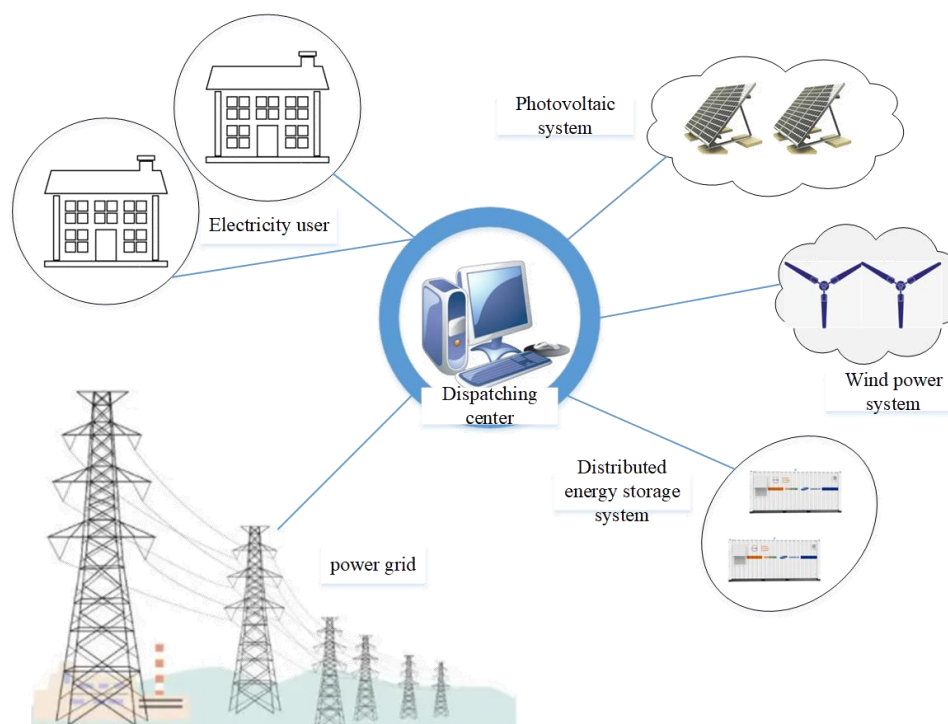 Photovoltaic
system
Electricity user
Wind power
system
Dispatching
center
Distributed
energy storage
system
power grid